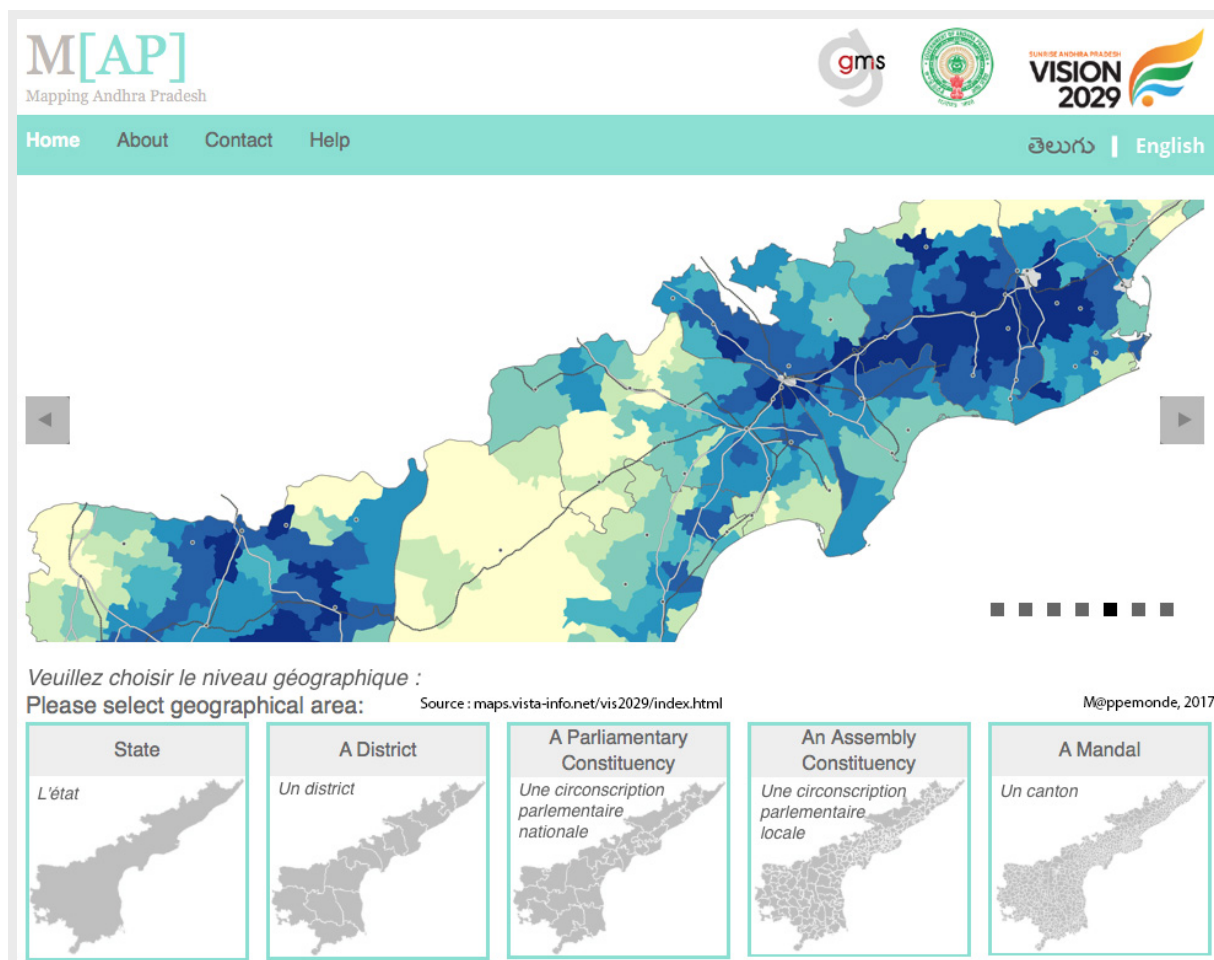 M[AP]
Mapping Andhra Pradesh
gms
SUNRISE ANDHRA PRADESH
VISION
2029
Home About Contact Help
తెలుగు English
Veuillez choisir le niveau géographique :
Please select geographical area:
Source : maps.vista-info.net/vis2029/index.html
M@ppemonde, 2017
State
L'état
A District
Un district
A Parliamentary
Constituency
Une circonscription
parlementaire
nationale
An Assembly
Constituency
Une circonscription
parlementaire
locale
A Mandal
Un canton